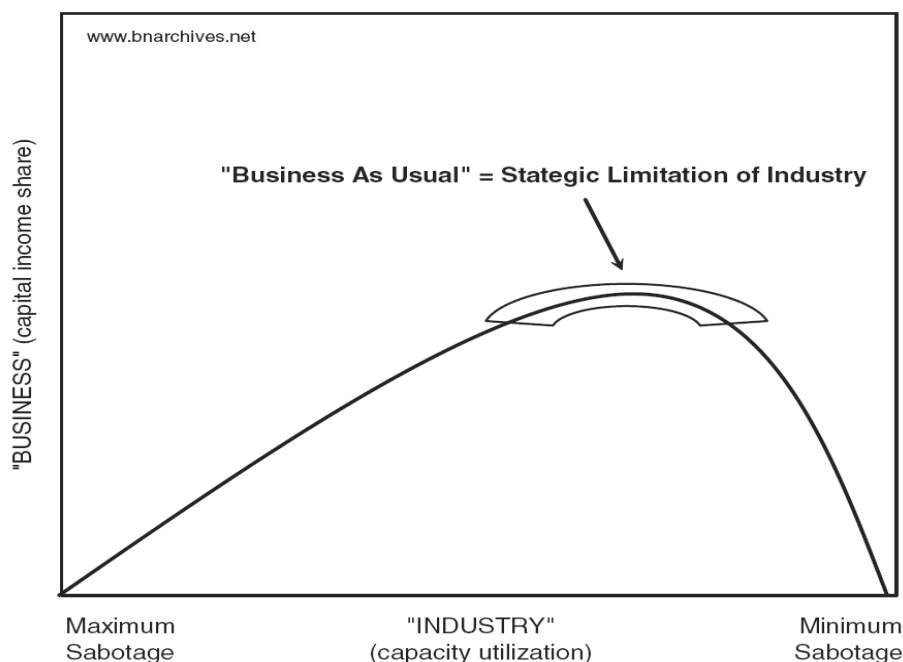 www.bnarchives.net
"Business As Usual" = Stategic Limitation of Industry
"BUSINESS" (capital income share)
Maximum
Sabotage
"INDUSTRY"
(capacity utilization)
Minimum
Sabotage